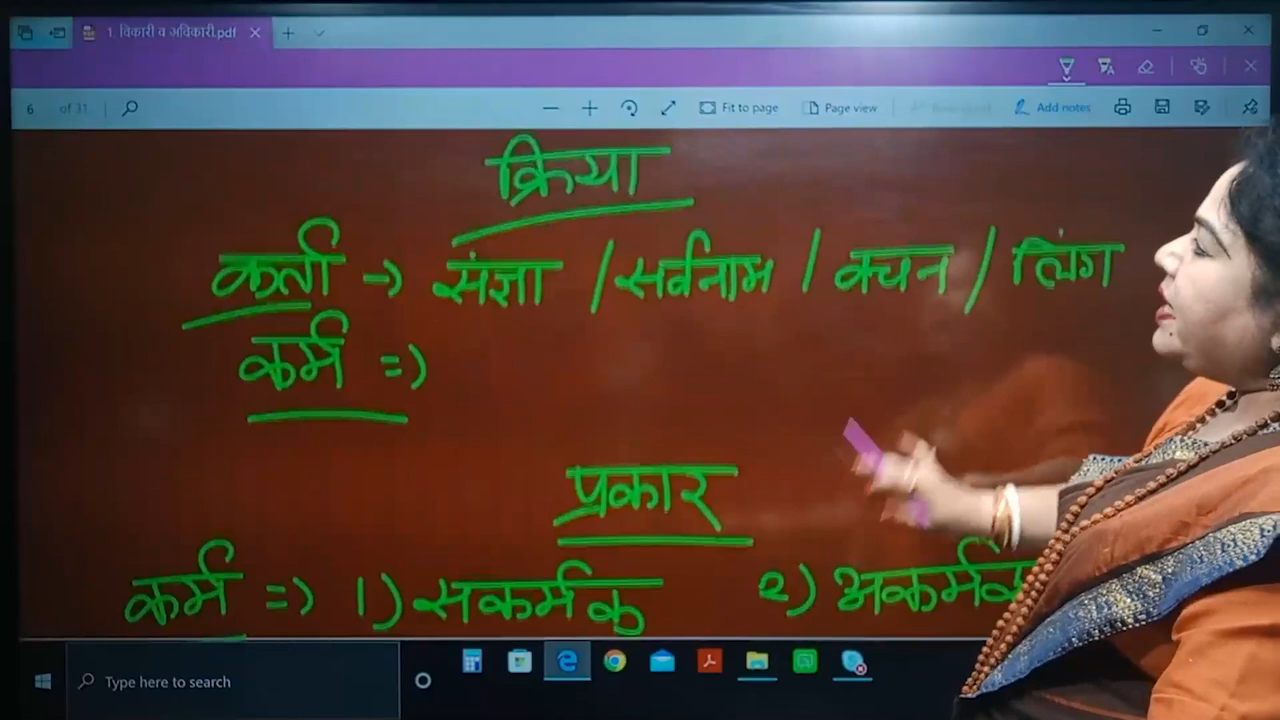 1. विकारी व अविकारी.pdf
6 of 31 Fit to page Page view Add notes
क्रिया
कर्ता => संज्ञा / सर्वनाम / वचन / लिंग
कर्म =>
प्रकार
कर्म => 1) सकर्मक 2) अकर्मक
Type here to search